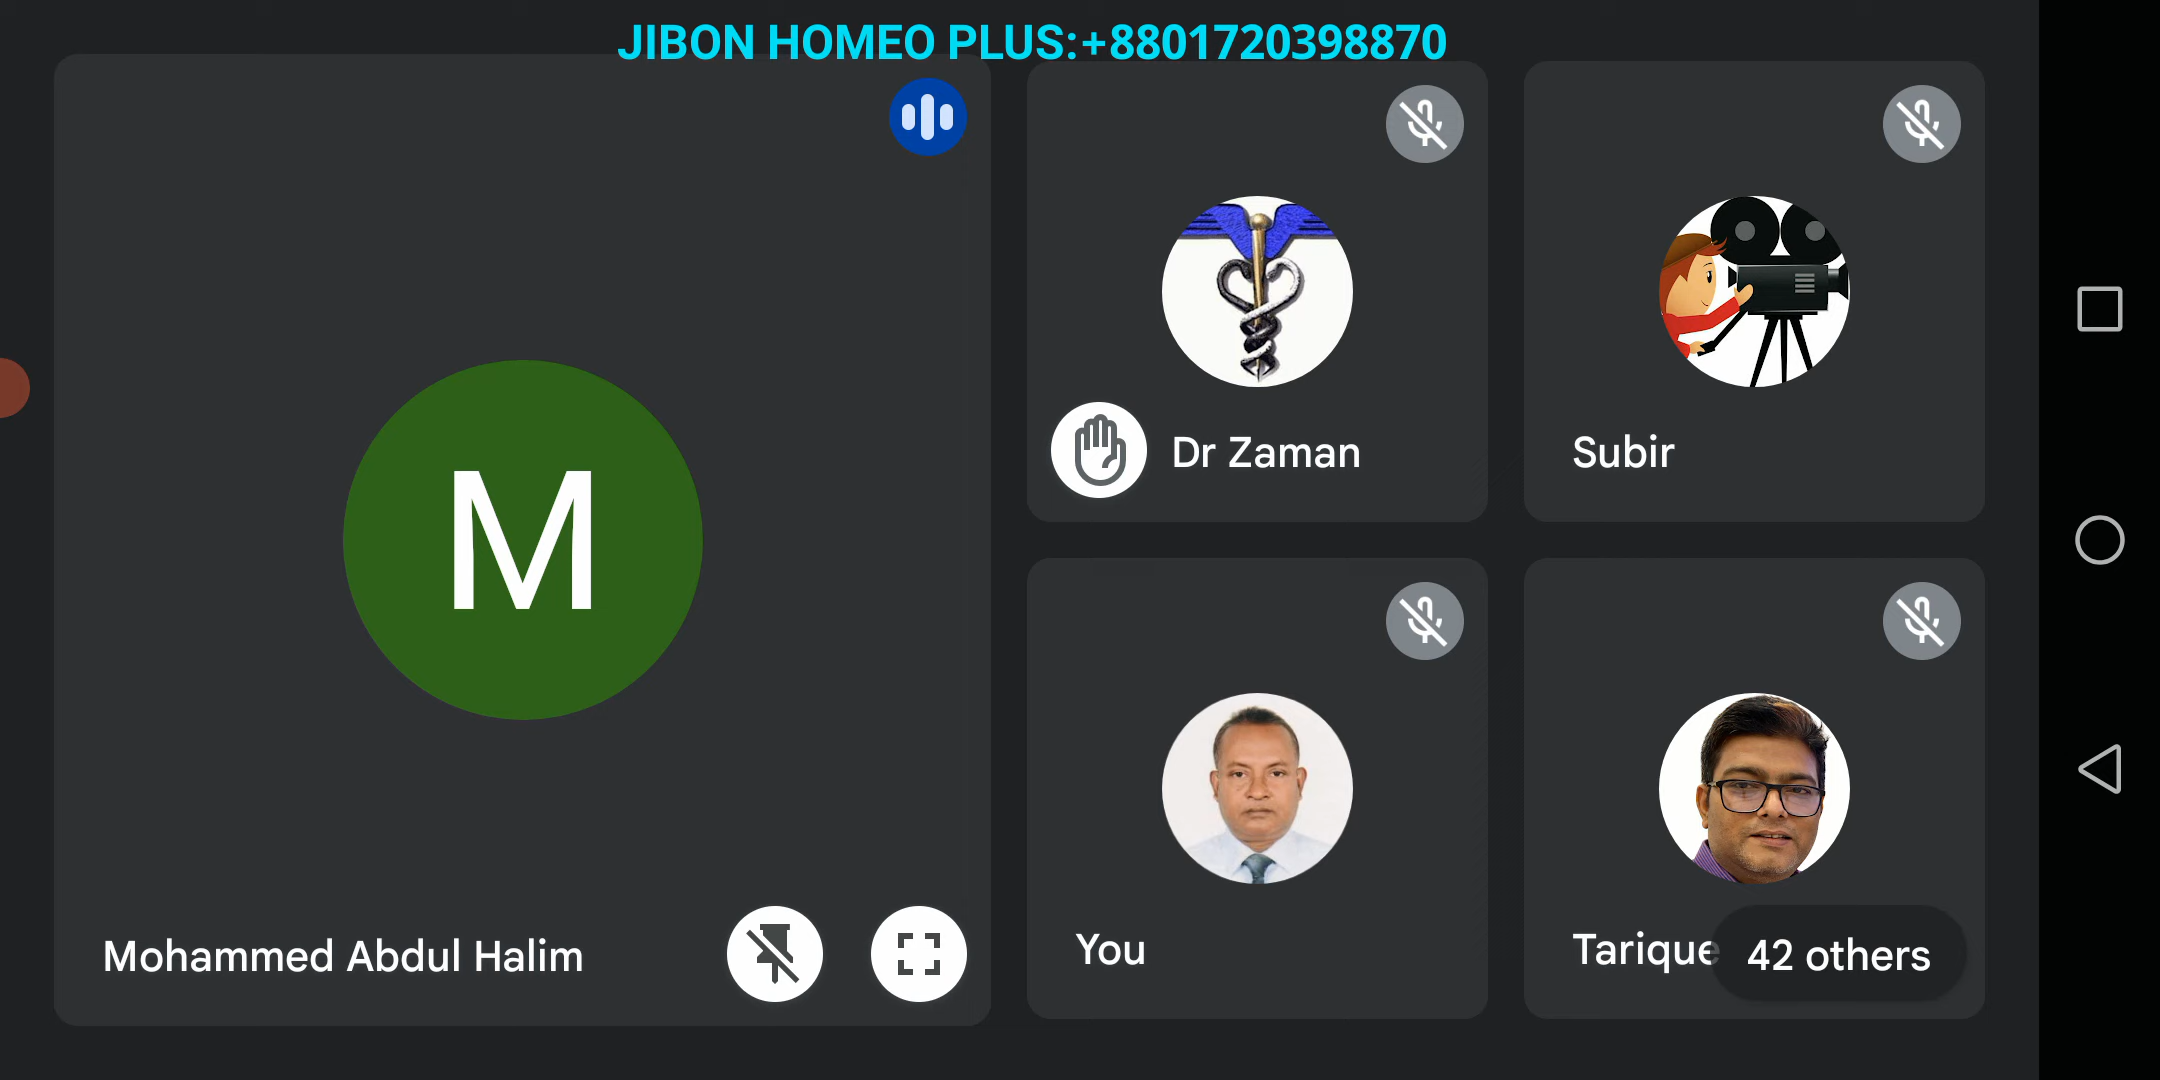 JIBON HOMEO PLUS:+8801720398870
M
Mohammed Abdul Halim
Dr Zaman
Subir
You
Tarique
42 others